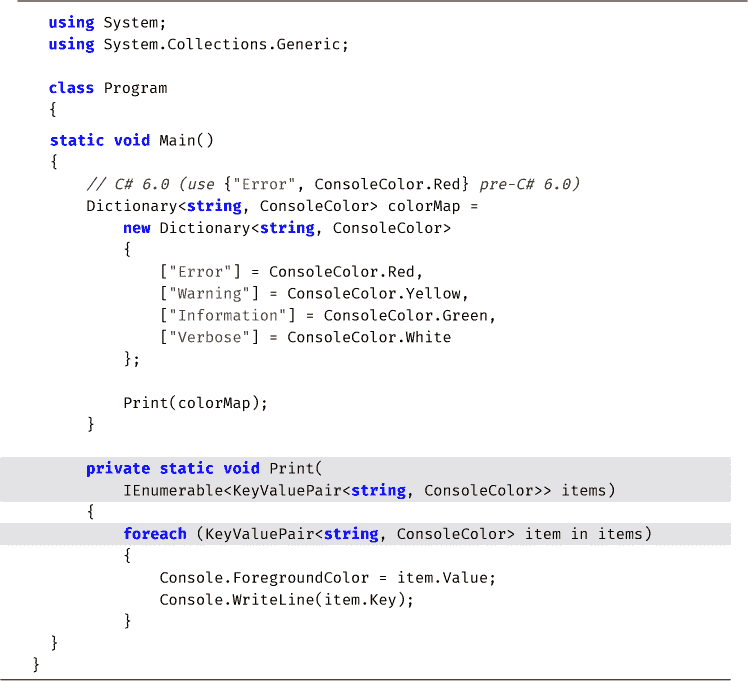 using System;
using System.Collections.Generic;
class Program
{
static void Main()
{
// C# 6.0 (use {"Error", ConsoleColor.Red} pre-C# 6.0)
Dictionary<string, ConsoleColor> colorMap =
new Dictionary<string, ConsoleColor>
{
["Error"] = ConsoleColor.Red,
["Warning"] = ConsoleColor.Yellow,
["Information"] = ConsoleColor.Green,
["Verbose"] = ConsoleColor.White
};
Print(colorMap);
}
private static void Print(
IEnumerable<KeyValuePair<string, ConsoleColor>> items)
{
foreach (KeyValuePair<string, ConsoleColor> item in items)
{
Console.ForegroundColor = item.Value;
Console.WriteLine(item.Key);
}
}
}